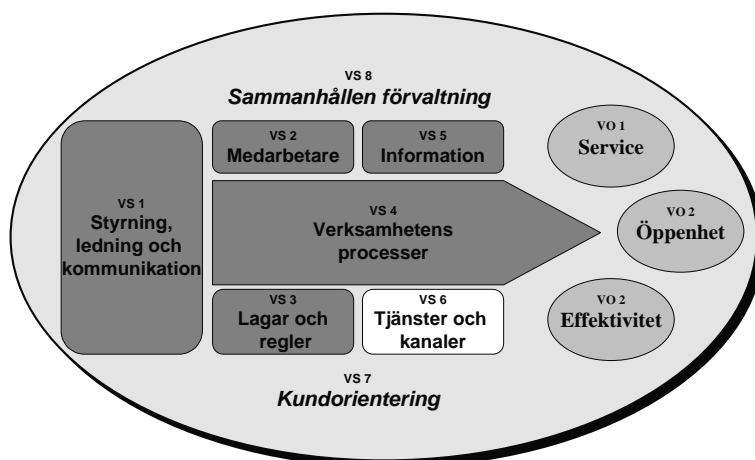 VS 8
Sammanhållen förvaltning
VS 2
Medarbetare
VS 5
Information
VO 1
Service
VS 1
Styrning,
ledning och
kommunikation
VS 4
Verksamhetens
processer
VO 2
Öppenhet
VS 3
Lagar och
regler
VS 6
Tjänster och
kanaler
VO 2
Effektivitet
VS 7
Kundorientering